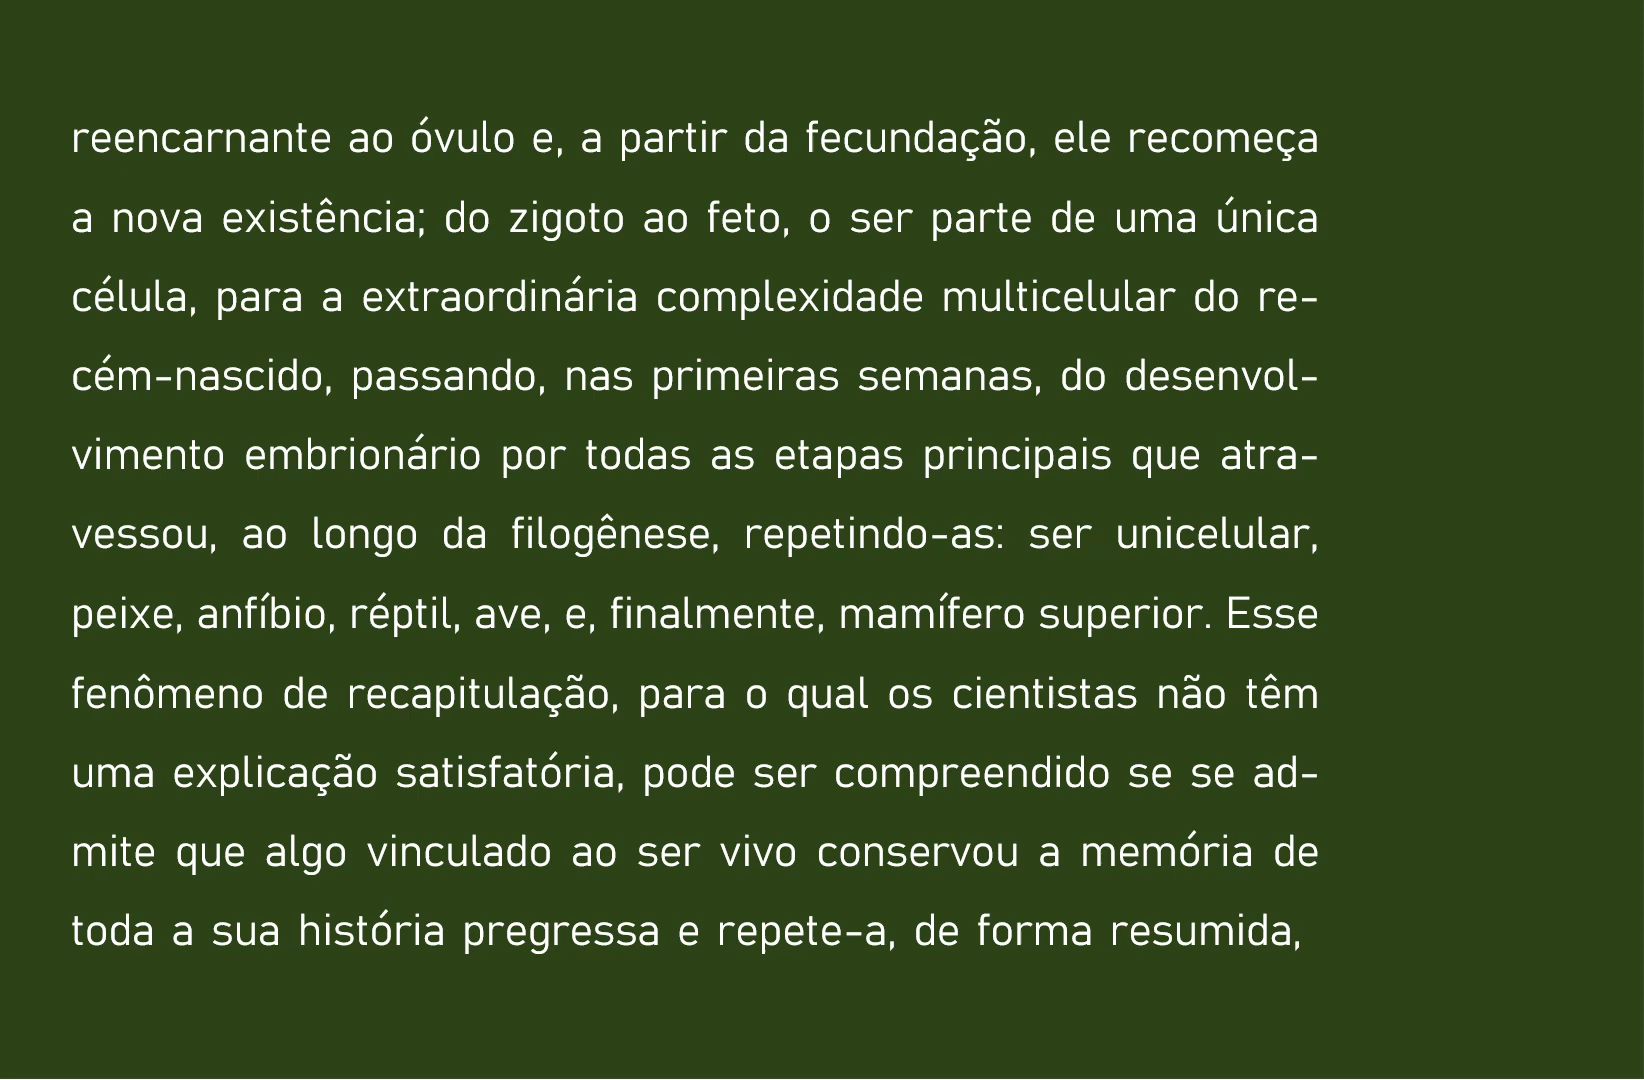 reencarnante ao óvulo e, a partir da fecundação, ele recomeça
a nova existência; do zigoto ao feto, o ser parte de uma única
célula, para a extraordinária complexidade multicelular do re-
cém-nascido, passando, nas primeiras semanas, do desenvol-
vimento embrionário por todas as etapas principais que atra-
vessou, ao longo da filogênese, repetindo-as: ser unicelular,
peixe, anfíbio, réptil, ave, e, finalmente, mamífero superior. Esse
fenômeno de recapitulação, para o qual os cientistas não têm
uma explicação satisfatória, pode ser compreendido se se ad-
mite que algo vinculado ao ser vivo conservou a memória de
toda a sua história pregressa e repete-a, de forma resumida,